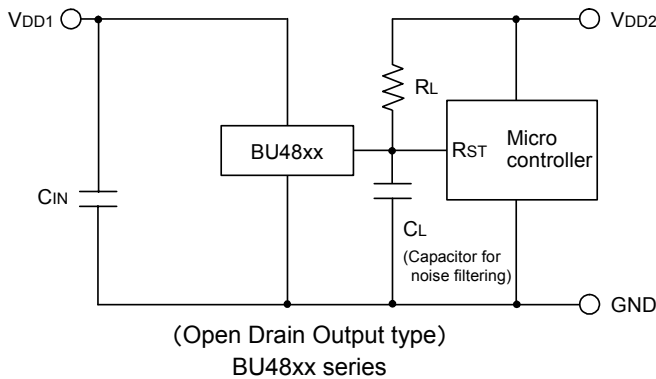 VDD1
VDD2
RL
BU48xx
RST
Micro
controller
CIN
CL
(Capacitor for
noise filtering)
GND
(Open Drain Output type)
BU48xx series